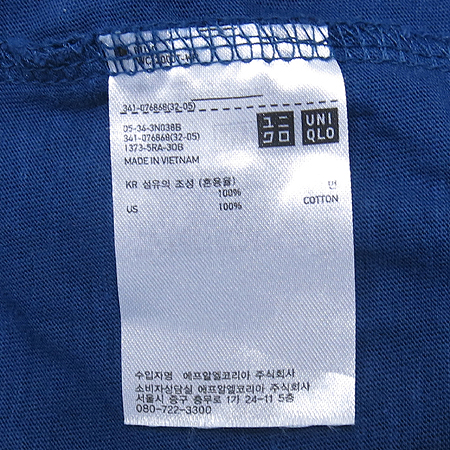 341-076868(32-05)
05-34-3N038B
341-076868(32-05)
1373-5RA-30B
MADE IN VIETNAM
ユニ
クロ
UNI
QLO
KR 섬유의 조성 (혼용율) 면
100%
US 100% COTTON
수입자명 에프알엘코리아 주식회사
소비자상담실 에프알엘코리아 주식회사
서울시 중구 충무로 1가 24-11 5층
080-722-3300